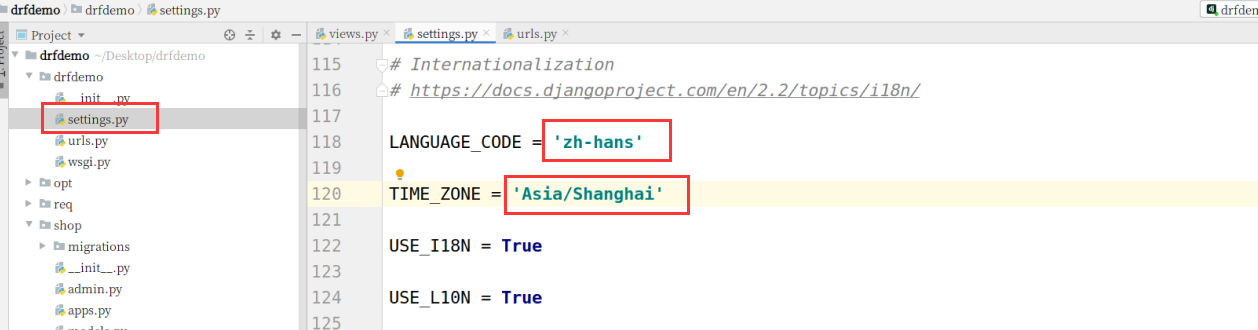 drfdemo drfdemo settings.py
drfdem
Project
views.py settings.py urls.py
drfdemo ~/Desktop/drfdemo
drfdemo
__init__.py
settings.py
urls.py
wsgi.py
opt
req
shop
migrations
__init__.py
admin.py
apps.py
models.py
115 # Internationalization
116 # https://docs.djangoproject.com/en/2.2/topics/i18n/
117
118 LANGUAGE_CODE = 'zh-hans'
119
120 TIME_ZONE = 'Asia/Shanghai'
121
122 USE_I18N = True
123
124 USE_L10N = True
125